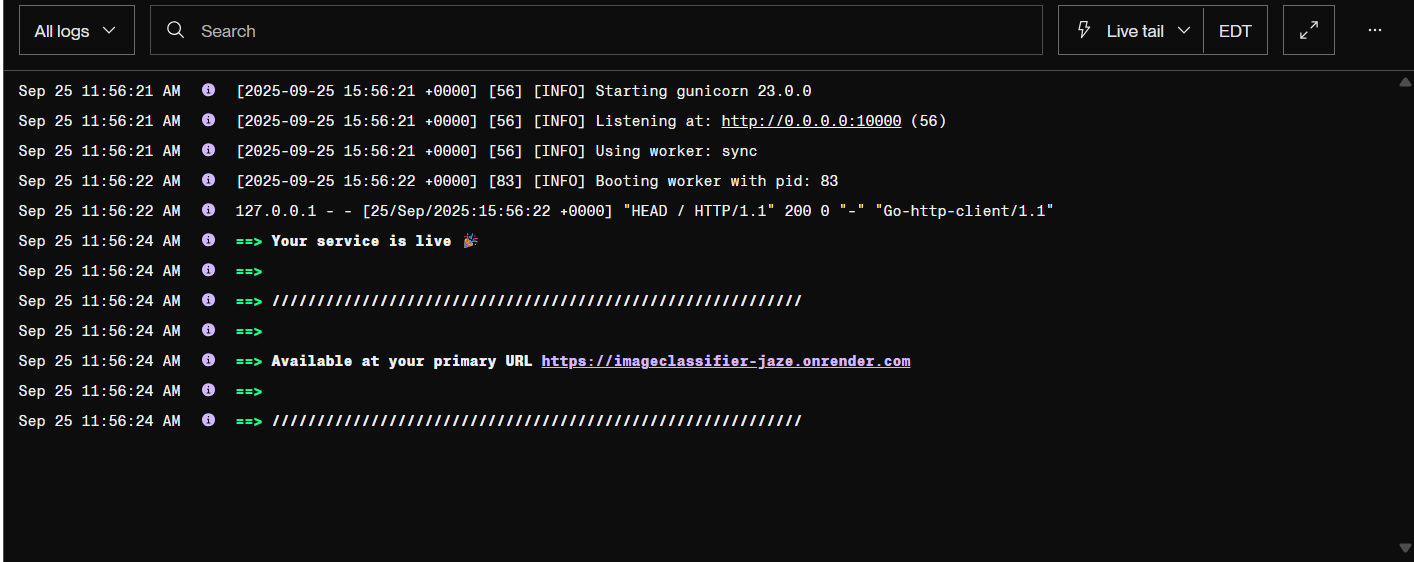 All logs Search Live tail EDT ...
Sep 25 11:56:21 AM [2025-09-25 15:56:21 +0000] [56] [INFO] Starting gunicorn 23.0.0
Sep 25 11:56:21 AM [2025-09-25 15:56:21 +0000] [56] [INFO] Listening at: http://0.0.0.0:10000 (56)
Sep 25 11:56:21 AM [2025-09-25 15:56:21 +0000] [56] [INFO] Using worker: sync
Sep 25 11:56:22 AM [2025-09-25 15:56:22 +0000] [83] [INFO] Booting worker with pid: 83
Sep 25 11:56:22 AM 127.0.0.1 - - [25/Sep/2025:15:56:22 +0000] "HEAD / HTTP/1.1" 200 0 "-" "Go-http-client/1.1"
Sep 25 11:56:24 AM ==> Your service is live 🎉
Sep 25 11:56:24 AM ==>
Sep 25 11:56:24 AM ==> ///////////////////////////////////////////////////////////
Sep 25 11:56:24 AM ==>
Sep 25 11:56:24 AM ==> Available at your primary URL https://imageclassifier-jaze.onrender.com
Sep 25 11:56:24 AM ==>
Sep 25 11:56:24 AM ==> ///////////////////////////////////////////////////////////